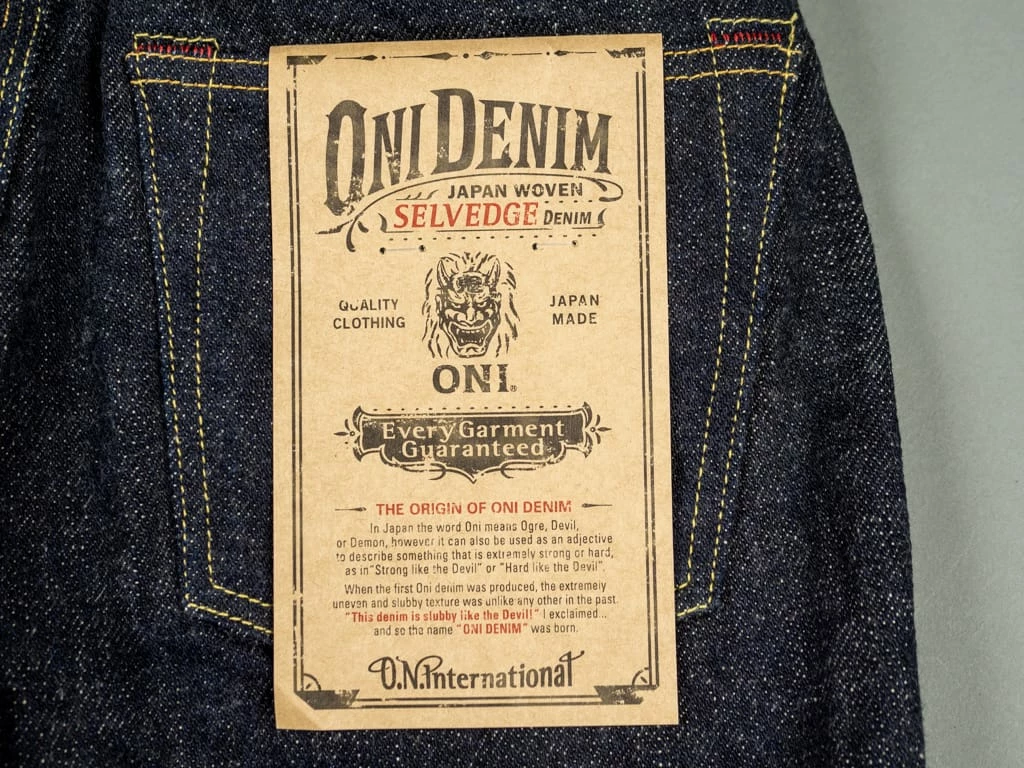 ONI DENIM
JAPAN WOVEN
SELVEDGE DENIM
QUALITY
CLOTHING
JAPAN
MADE
ONI®
Every Garment
Guaranteed
THE ORIGIN OF ONI DENIM
In Japan the word Oni means Ogre, Devil,
or Demon, however it can also be used as an adjective
to describe something that is extremely strong or hard,
as in "Strong like the Devil" or "Hard like the Devil".
When the first Oni denim was produced, the extremely
uneven and slubby texture was unlike any other in the past.
"This denim is slubby like the Devil!" I exclaimed...
and so the name "ONI DENIM" was born.
O.N.International